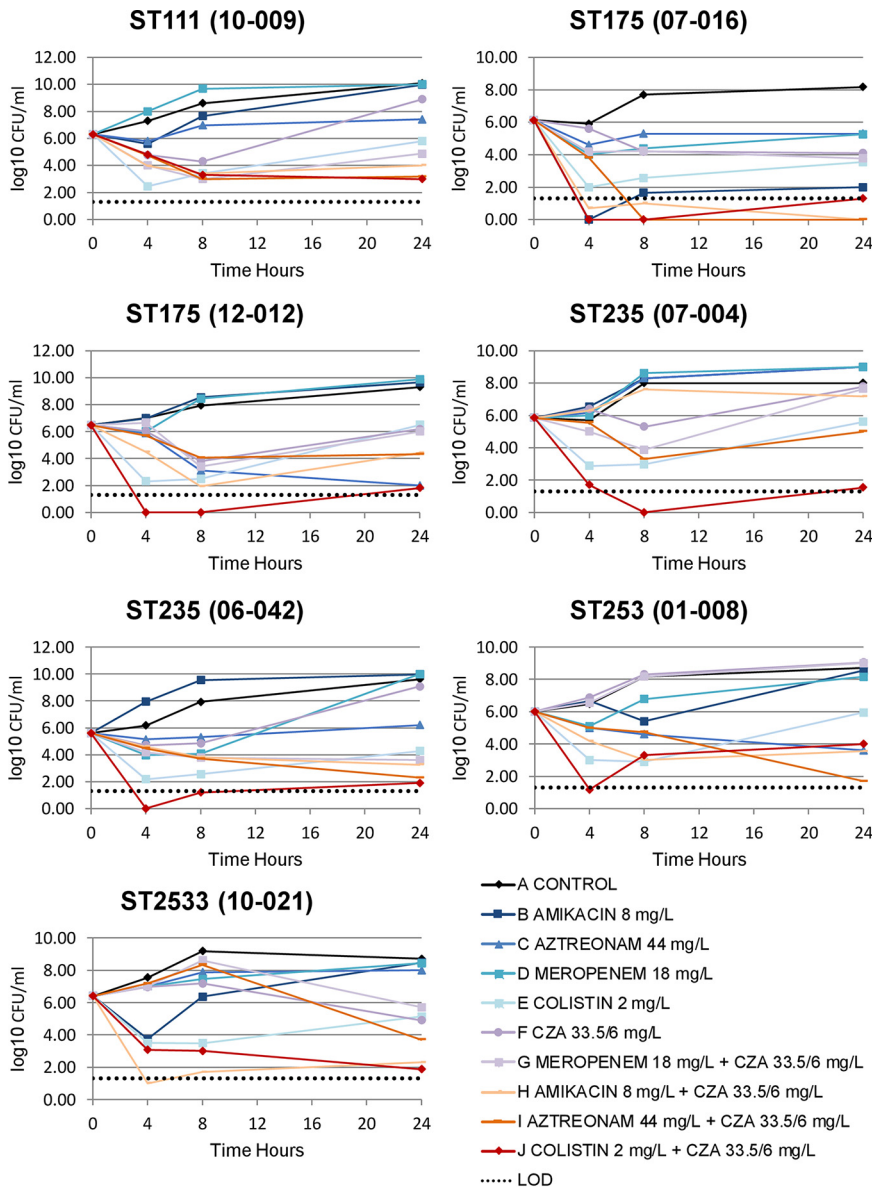 ST111 (10-009)
log10 CFU/ml
12.00
10.00
8.00
6.00
4.00
2.00
0.00
0 4 8 12 16 20 24
Time Hours
ST175 (07-016)
log10 CFU/ml
10.00
8.00
6.00
4.00
2.00
0.00
0 4 8 12 16 20 24
Time Hours
ST175 (12-012)
log10 CFU/ml
12.00
10.00
8.00
6.00
4.00
2.00
0.00
0 4 8 12 16 20 24
Time Hours
ST235 (07-004)
log10 CFU/ml
10.00
8.00
6.00
4.00
2.00
0.00
0 4 8 12 16 20 24
Time Hours
ST235 (06-042)
log10 CFU/ml
12.00
10.00
8.00
6.00
4.00
2.00
0.00
0 4 8 12 16 20 24
Time Hours
ST253 (01-008)
log10 CFU/ml
10.00
8.00
6.00
4.00
2.00
0.00
0 4 8 12 16 20 24
Time Hours
ST2533 (10-021)
log10 CFU/ml
10.00
8.00
6.00
4.00
2.00
0.00
0 4 8 12 16 20 24
Time Hours
A CONTROL
B AMIKACIN 8 mg/L
C AZTREONAM 44 mg/L
D MEROPENEM 18 mg/L
E COLISTIN 2 mg/L
F CZA 33.5/6 mg/L
G MEROPENEM 18 mg/L + CZA 33.5/6 mg/L
H AMIKACIN 8 mg/L + CZA 33.5/6 mg/L
I AZTREONAM 44 mg/L + CZA 33.5/6 mg/L
J COLISTIN 2 mg/L + CZA 33.5/6 mg/L
LOD